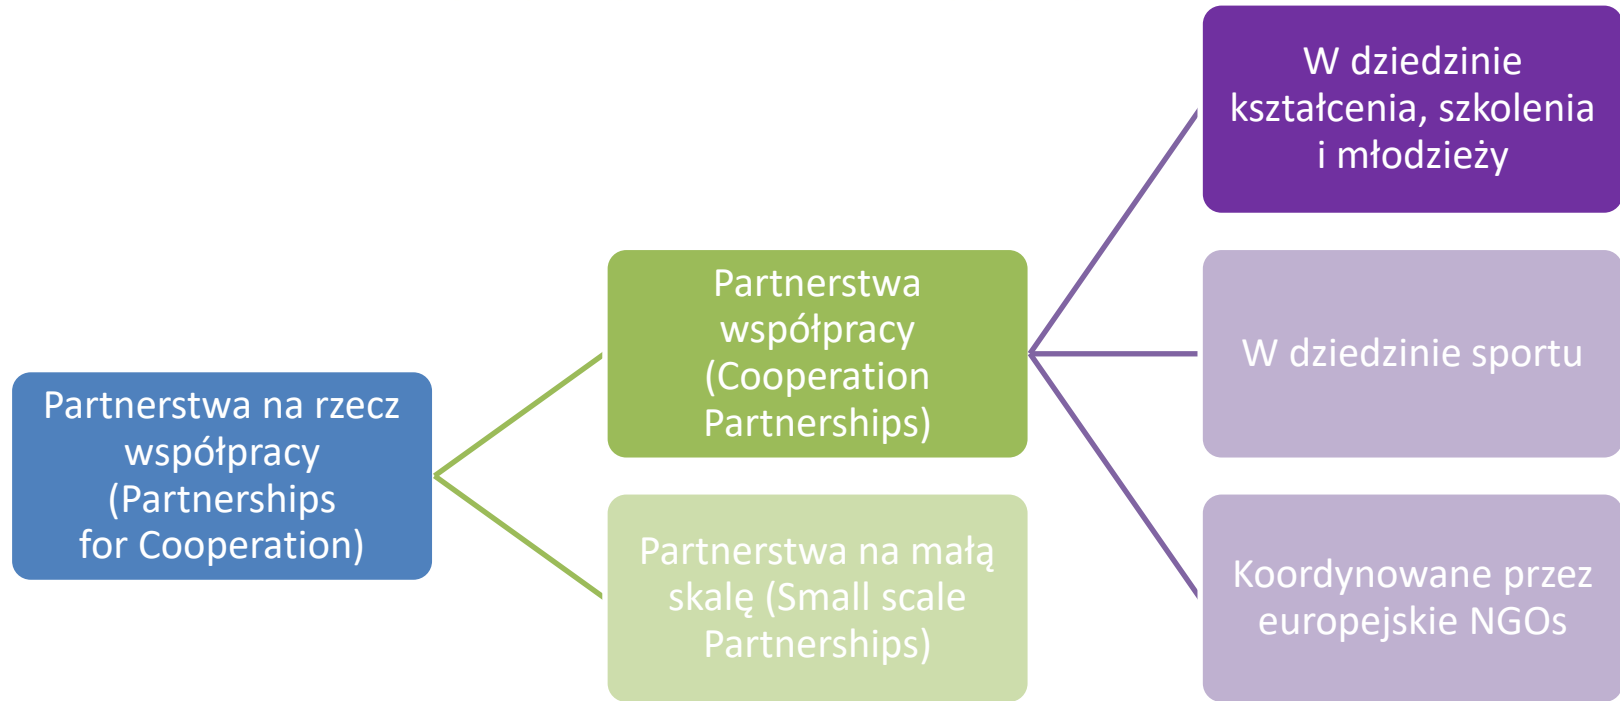 Partnerstwa na rzecz
współpracy
(Partnerships
for Cooperation)
Partnerstwa
współpracy
(Cooperation
Partnerships)
Partnerstwa na małą
skalę (Small scale
Partnerships)
W dziedzinie
kształcenia, szkolenia
i młodzieży
W dziedzinie sportu
Koordynowane przez
europejskie NGOs